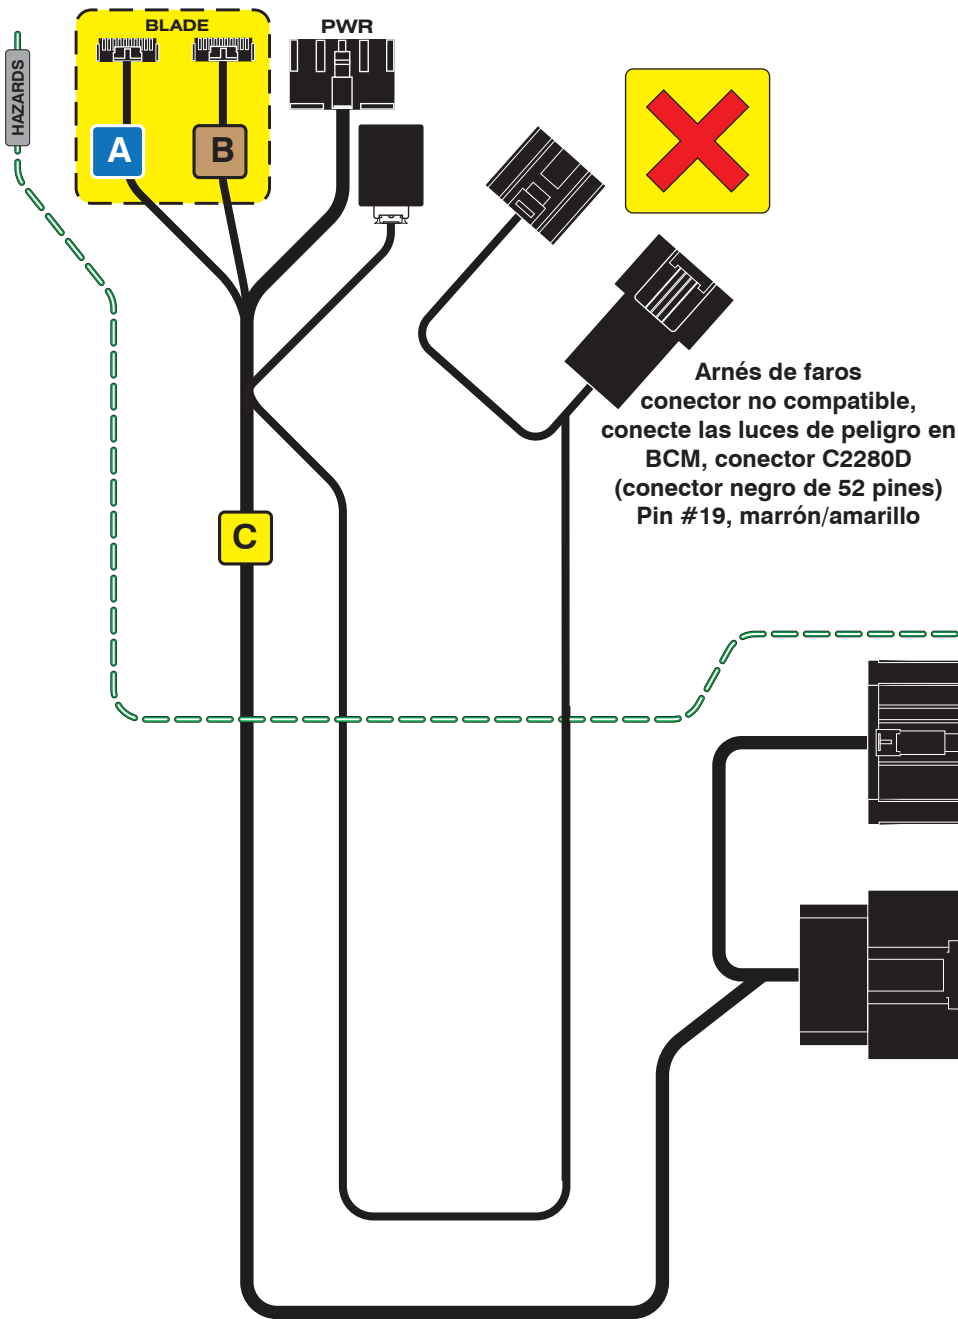 BLADE
PWR
HAZARDS
A
B
Arnés de faros
conector no compatible,
conecte las luces de peligro en
BCM, conector C2280D
(conector negro de 52 pines)
Pin #19, marrón/amarillo
C